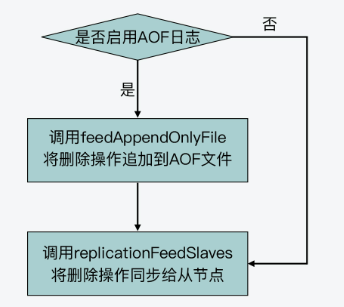 是否启用AOF日志
否
是
调用feedAppendOnlyFile
将删除操作追加到AOF文件
调用replicationFeedSlaves
将删除操作同步给从节点